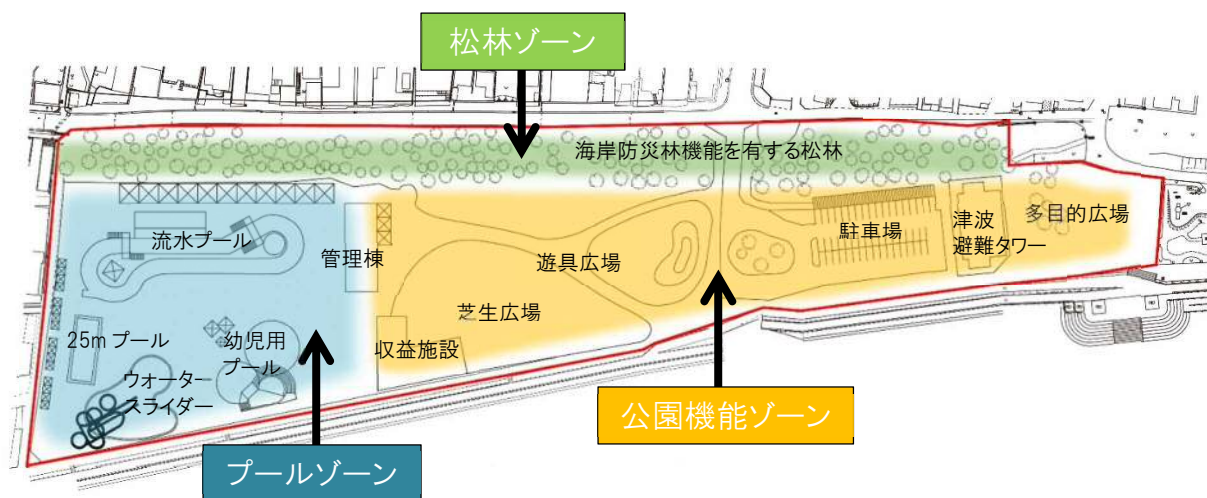 松林ゾーン
海岸防災林機能を有する松林
流水プール
管理棟
遊具広場
駐車場
津波
避難タワー
多目的広場
芝生広場
25m プール
幼児用
プール
収益施設
ウォーター
スライダー
公園機能ゾーン
プールゾーン